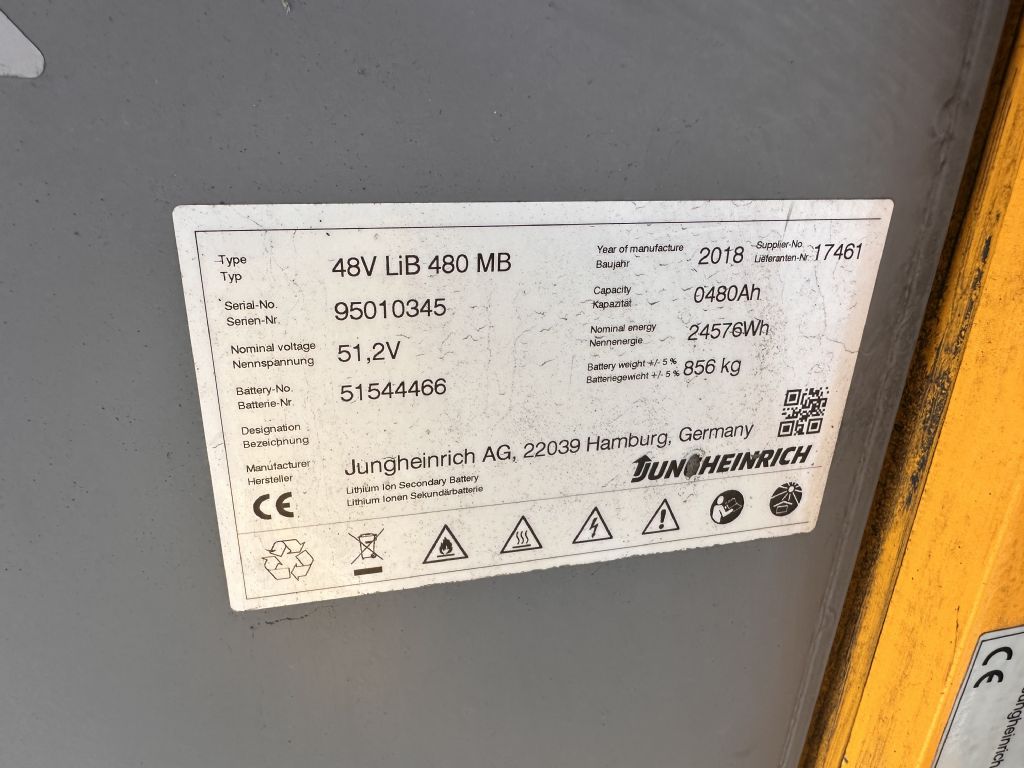 Type
Typ
48V LiB 480 MB
Serial-No.
Serien-Nr.
95010345
Nominal voltage
Nennspannung
51,2V
Battery-No.
Batterie-Nr.
51544466
Designation
Bezeichnung
Manufacturer
Hersteller
Jungheinrich AG, 22039 Hamburg, Germany
Lithium Ion Secondary Battery
Lithium Ionen Sekundärbatterie
Year of manufacture
Baujahr
2018
Supplier-No.
Lieferanten-Nr.
17461
Capacity
Kapazität
0480Ah
Nominal energy
Nennenergie
24576Wh
Battery weight +/- 5 %
Batteriegewicht +/- 5 %
856 kg
JUNGHEINRICH
CE
CE
Jungheinrich